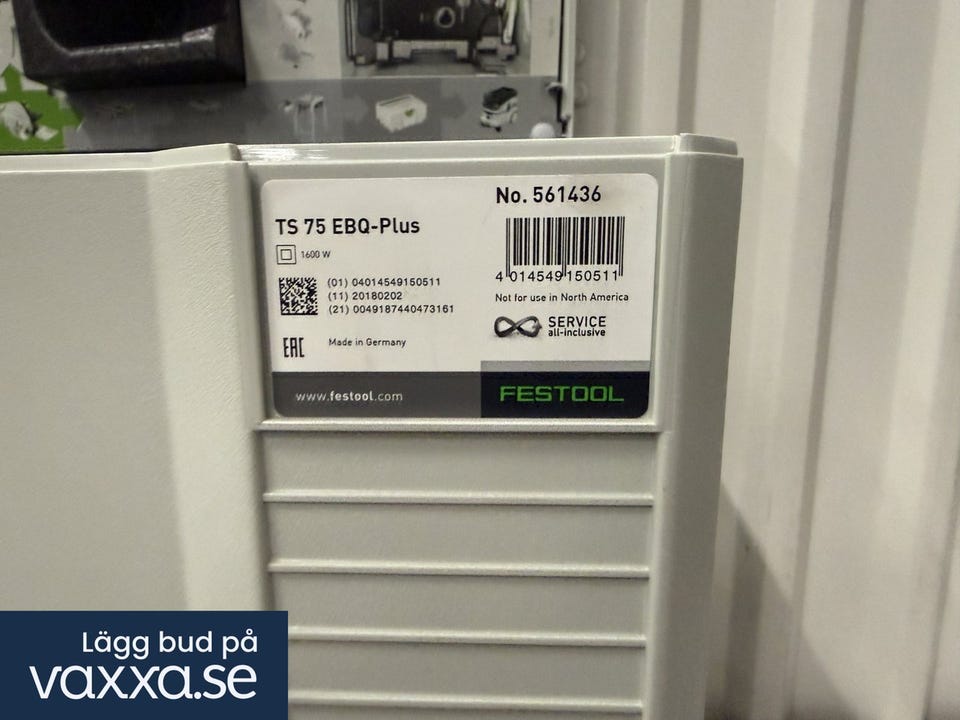 No. 561436
TS 75 EBQ-Plus
1600 W
4 014549 150511
(01) 04014549150511
(11) 20180202
(21) 0049187440473161
Not for use in North America
SERVICE
all-inclusive
EAC
Made in Germany
www.festool.com
FESTOOL
Lägg bud på
vaxxa.se